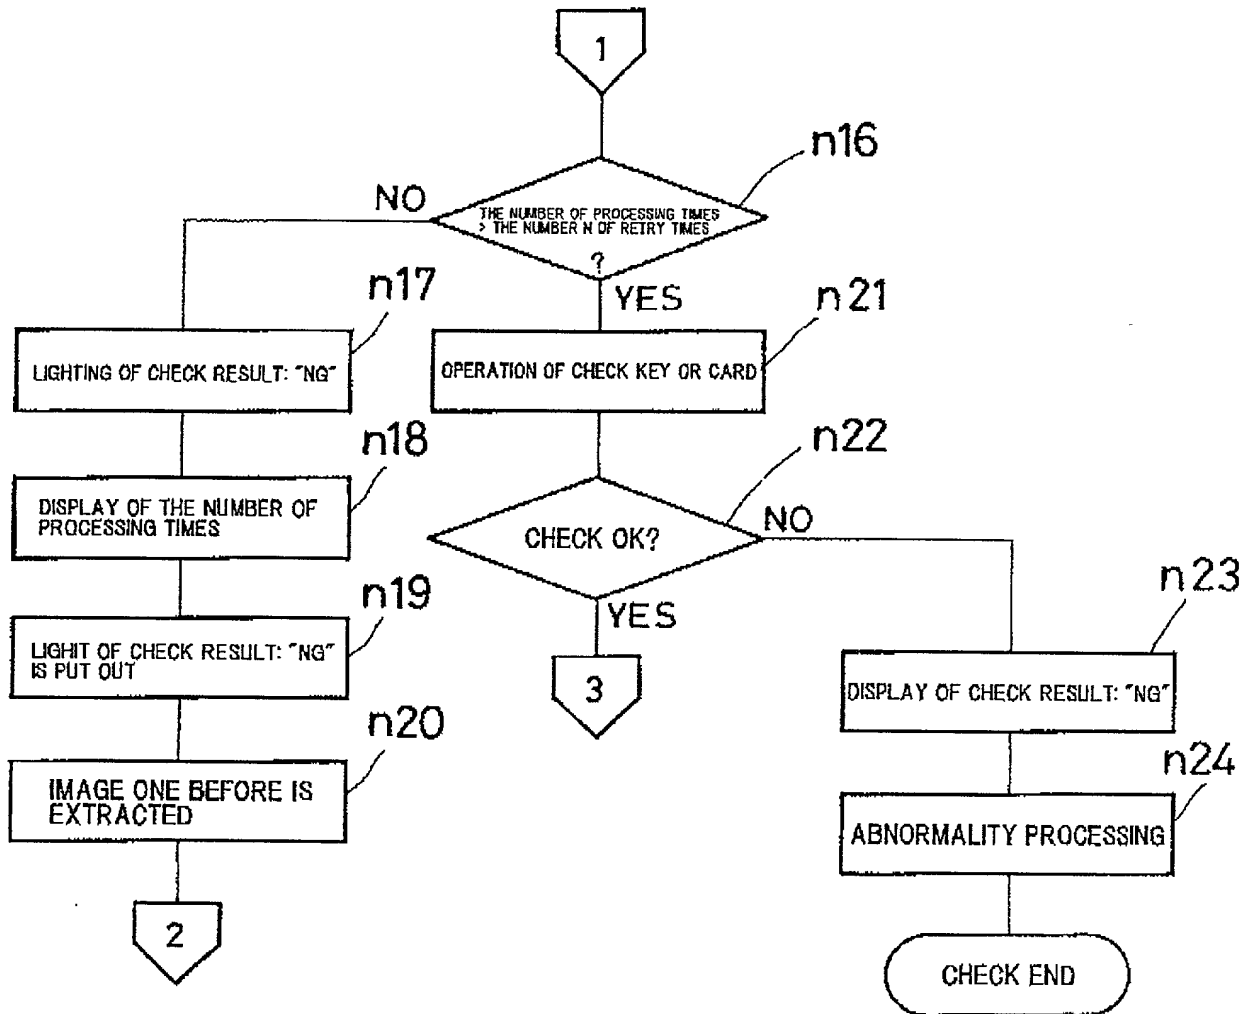 1
n16
NO
THE NUMBER OF PROCESSING TIMES
> THE NUMBER N OF RETRY TIMES
?
YES
n17
LIGHTING OF CHECK RESULT: "NG"
n21
OPERATION OF CHECK KEY OR CARD
n18
DISPLAY OF THE NUMBER OF
PROCESSING TIMES
n22
CHECK OK?
NO
YES
n19
LIGHIT OF CHECK RESULT: "NG"
IS PUT OUT
3
n23
DISPLAY OF CHECK RESULT: "NG"
n20
IMAGE ONE BEFORE IS
EXTRACTED
n24
ABNORMALITY PROCESSING
2
CHECK END